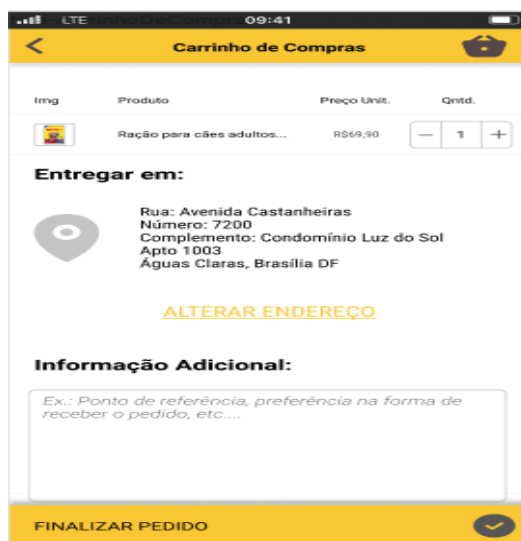 LTE 09:41
Carrinho de Compras
Img Produto Preço Unit. Qntd.
Ração para cães adultos... R$69,90 — 1 +
Entregar em:
Rua: Avenida Castanheiras
Número: 7200
Complemento: Condomínio Luz do Sol
Apto 1003
Águas Claras, Brasília DF
ALTERAR ENDEREÇO
Informação Adicional:
Ex.: Ponto de referência, preferência na forma de
receber o pedido, etc....
FINALIZAR PEDIDO